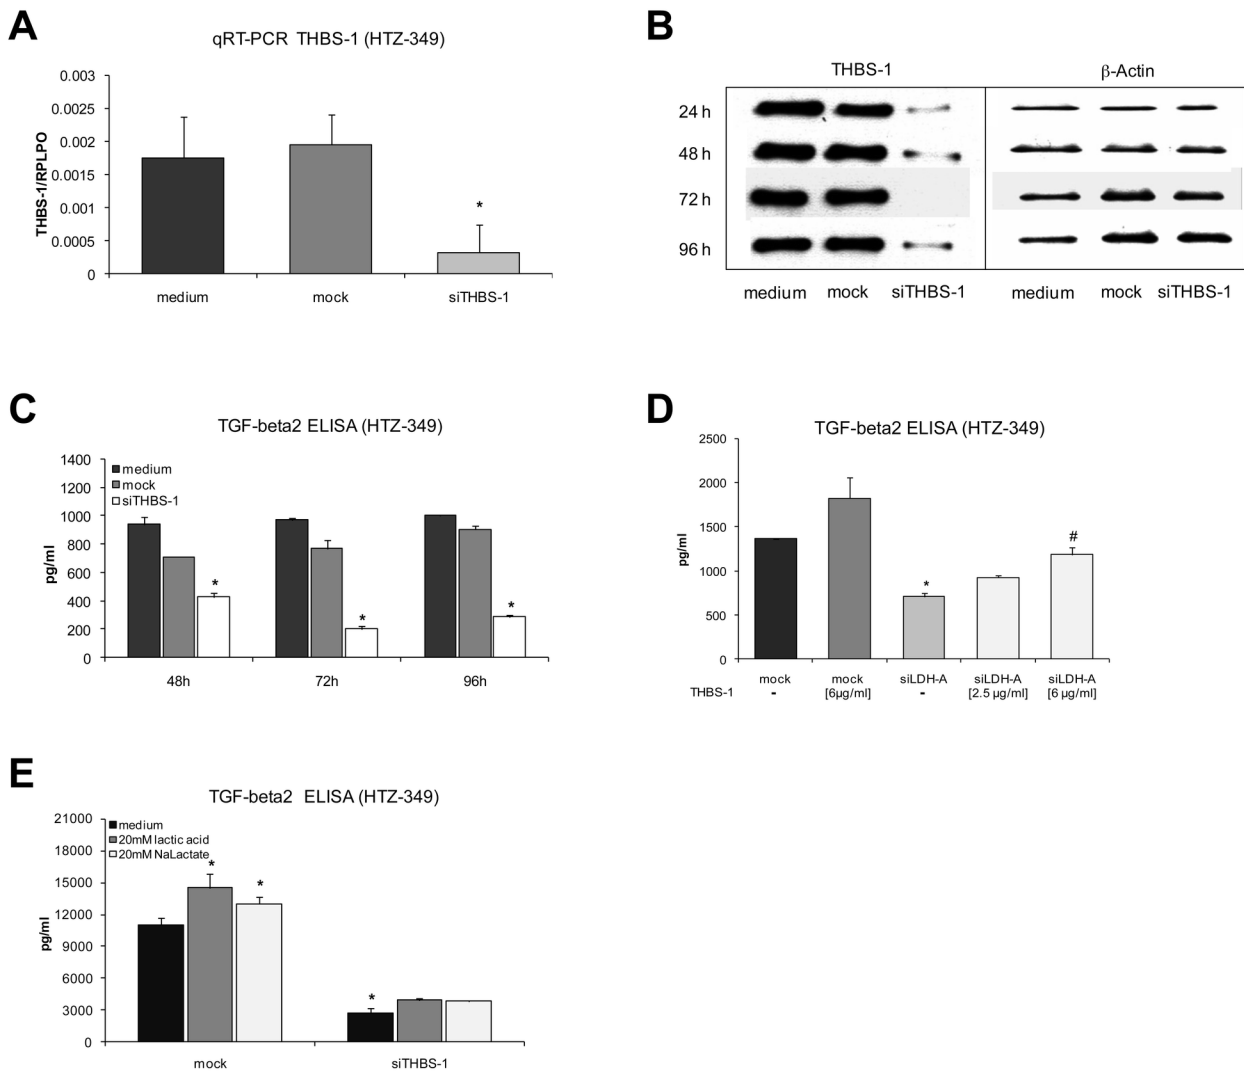 A
qRT-PCR THBS-1 (HTZ-349)
THBS-1/RPLPO
0.003
0.0025
0.002
0.0015
0.001
0.0005
0
*
medium mock siTHBS-1
B
THBS-1 β-Actin
24 h
48 h
72 h
96 h
medium mock siTHBS-1 medium mock siTHBS-1
C
TGF-beta2 ELISA (HTZ-349)
pg/ml
1400
1200
1000
800
600
400
200
0
medium
mock
siTHBS-1
* * *
48h 72h 96h
D
TGF-beta2 ELISA (HTZ-349)
pg/ml
2500
2000
1500
1000
500
0
* #
mock mock siLDH-A siLDH-A siLDH-A
THBS-1 - [6µg/ml] - [2.5 µg/ml] [6 µg/ml]
E
TGF-beta2 ELISA (HTZ-349)
pg/ml
21000
18000
15000
12000
9000
6000
3000
0
medium
20mM lactic acid
20mM NaLactate
* * *
mock siTHBS-1